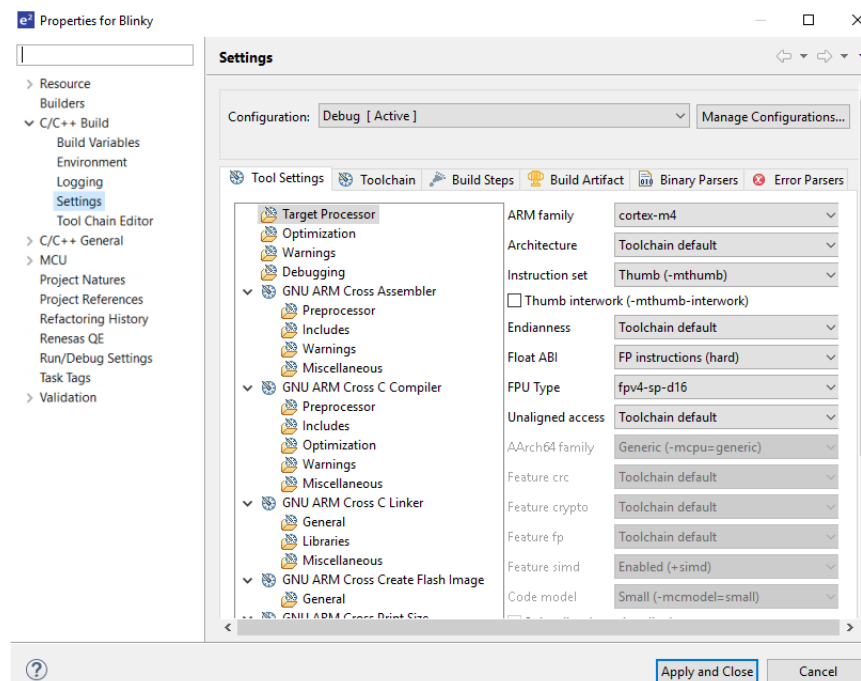 e² Properties for Blinky
Settings
Resource
Builders
C/C++ Build
Build Variables
Environment
Logging
Settings
Tool Chain Editor
C/C++ General
MCU
Project Natures
Project References
Refactoring History
Renesas QE
Run/Debug Settings
Task Tags
Validation
Configuration: Debug [ Active ] Manage Configurations...
Tool Settings Toolchain Build Steps Build Artifact Binary Parsers Error Parsers
Target Processor
Optimization
Warnings
Debugging
GNU ARM Cross Assembler
Preprocessor
Includes
Warnings
Miscellaneous
GNU ARM Cross C Compiler
Preprocessor
Includes
Optimization
Warnings
Miscellaneous
GNU ARM Cross C Linker
General
Libraries
Miscellaneous
GNU ARM Cross Create Flash Image
General
GNU ARM Cross Print Size
ARM family cortex-m4
Architecture Toolchain default
Instruction set Thumb (-mthumb)
Thumb interwork (-mthumb-interwork)
Endianness Toolchain default
Float ABI FP instructions (hard)
FPU Type fpv4-sp-d16
Unaligned access Toolchain default
AArch64 family Generic (-mcpu=generic)
Feature crc Toolchain default
Feature crypto Toolchain default
Feature fp Toolchain default
Feature simd Enabled (+simd)
Code model Small (-mcmodel=small)
? Apply and Close Cancel